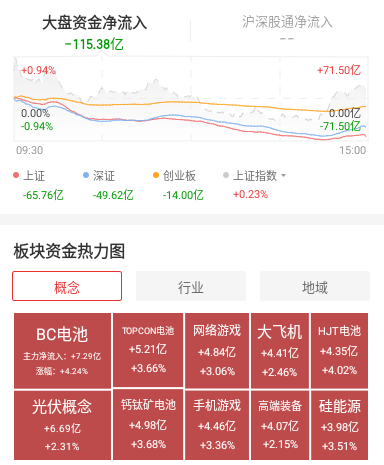 大盘资金净流入
沪深股通净流入
−115.38亿
−−
+0.94%
+71.50亿
0.00%
0.00亿
-0.94%
-71.50亿
09:30
15:00
上证
深证
创业板
上证指数
-65.76亿
-49.62亿
-14.00亿
+0.23%
板块资金热力图
概念
行业
地域
BC电池
主力净流入：+7.29亿
涨幅：+4.24%
TOPCON电池
+5.21亿
+3.66%
网络游戏
+4.84亿
+3.06%
大飞机
+4.41亿
+2.46%
HJT电池
+4.35亿
+4.02%
光伏概念
+6.69亿
+2.31%
钙钛矿电池
+4.98亿
+3.68%
手机游戏
+4.46亿
+3.36%
高端装备
+4.07亿
+2.15%
硅能源
+3.98亿
+3.51%